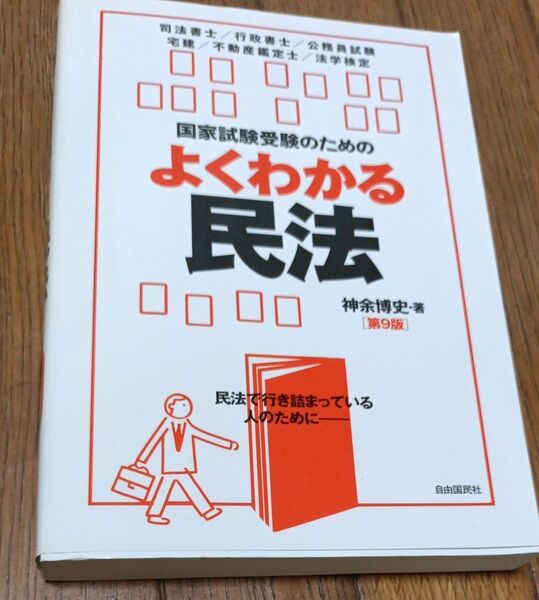 司法書士／行政書士／公務員試験
宅建／不動産鑑定士／法学検定
国家試験受験のための
よくわかる
民法
神余博史・著
［第9版］
民法で行き詰まっている
人のために——
自由国民社